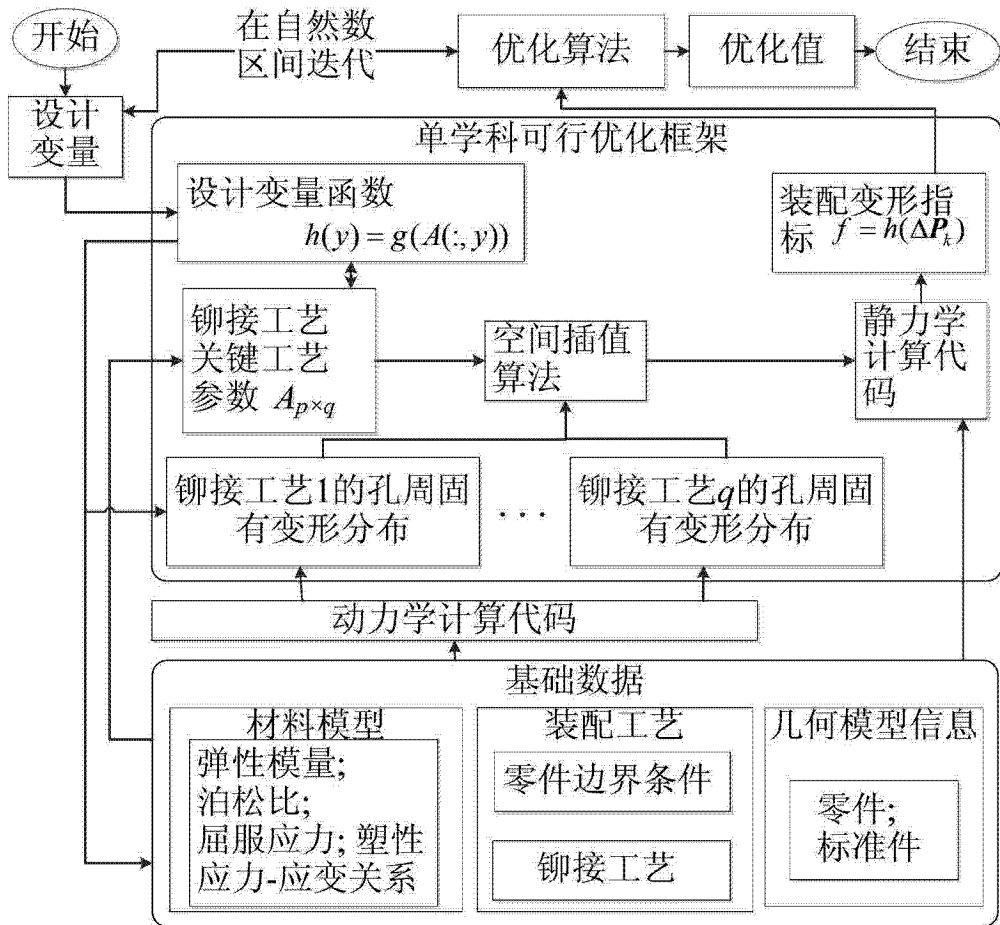 开始
在自然数
区间迭代
优化算法
优化值
结束
设计
变量
单学科可行优化框架
设计变量函数
h(y) = g(A(:, y))
装配变形指
标 f = h(ΔP_k)
铆接工艺
关键工艺
参数 A_{p×q}
空间插值
算法
静力学
计算代
码
铆接工艺1的孔周固
有变形分布
· · ·
铆接工艺q的孔周固
有变形分布
动力学计算代码
基础数据
材料模型
弹性模量;
泊松比;
屈服应力; 塑性
应力-应变关系
装配工艺
零件边界条件
铆接工艺
几何模型信息
零件;
标准件